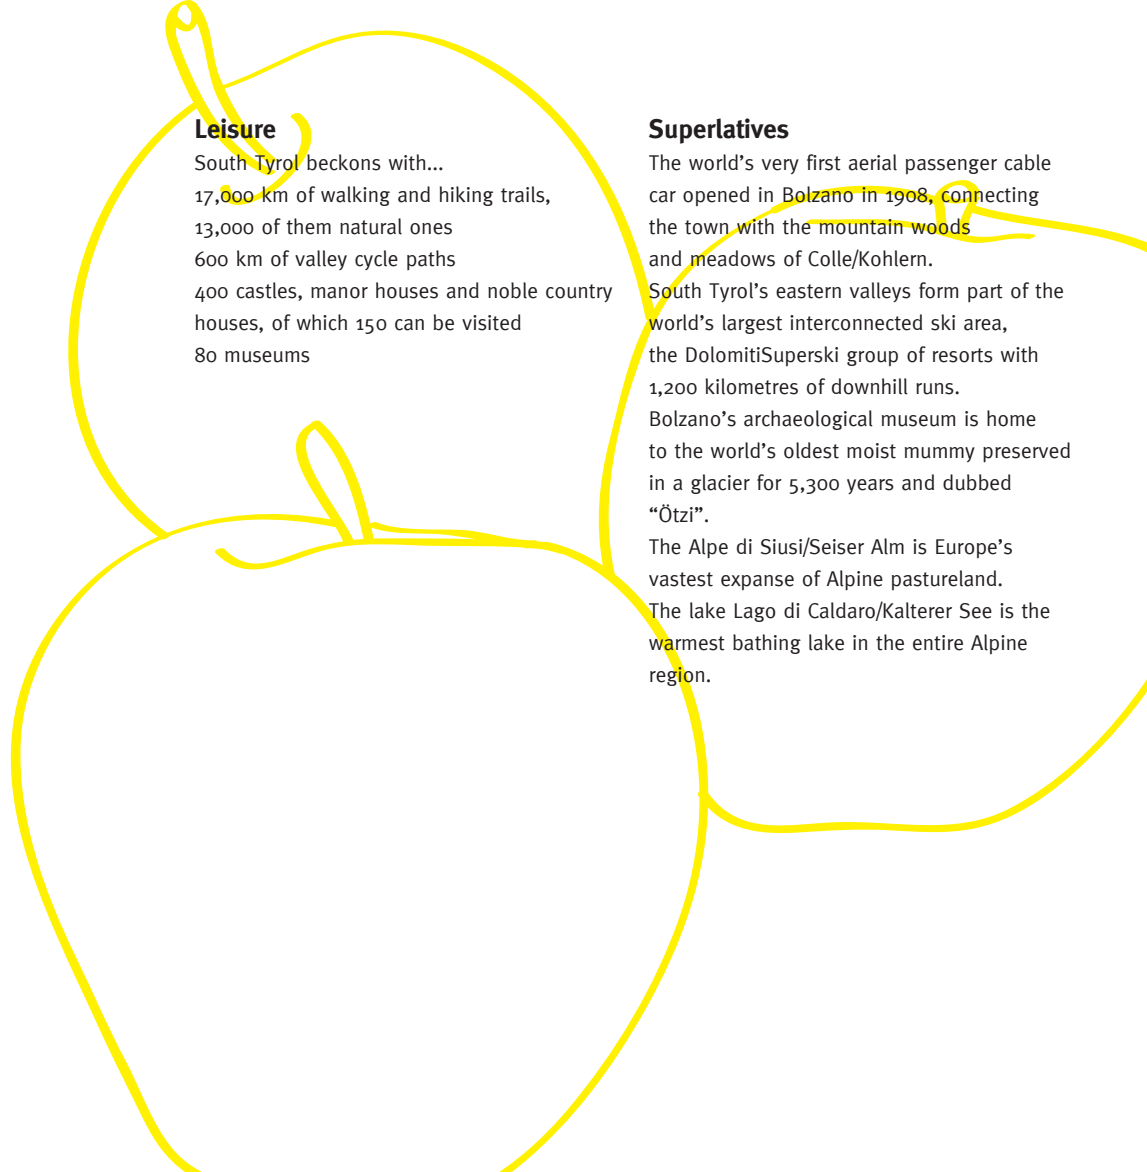 Leisure
South Tyrol beckons with...
17,000 km of walking and hiking trails,
13,000 of them natural ones
600 km of valley cycle paths
400 castles, manor houses and noble country
houses, of which 150 can be visited
80 museums
Superlatives
The world’s very first aerial passenger cable
car opened in Bolzano in 1908, connecting
the town with the mountain woods
and meadows of Colle/Kohlern.
South Tyrol’s eastern valleys form part of the
world’s largest interconnected ski area,
the DolomitiSuperski group of resorts with
1,200 kilometres of downhill runs.
Bolzano’s archaeological museum is home
to the world’s oldest moist mummy preserved
in a glacier for 5,300 years and dubbed
“Ötzi”.
The Alpe di Siusi/Seiser Alm is Europe’s
vastest expanse of Alpine pastureland.
The lake Lago di Caldaro/Kalterer See is the
warmest bathing lake in the entire Alpine
region.